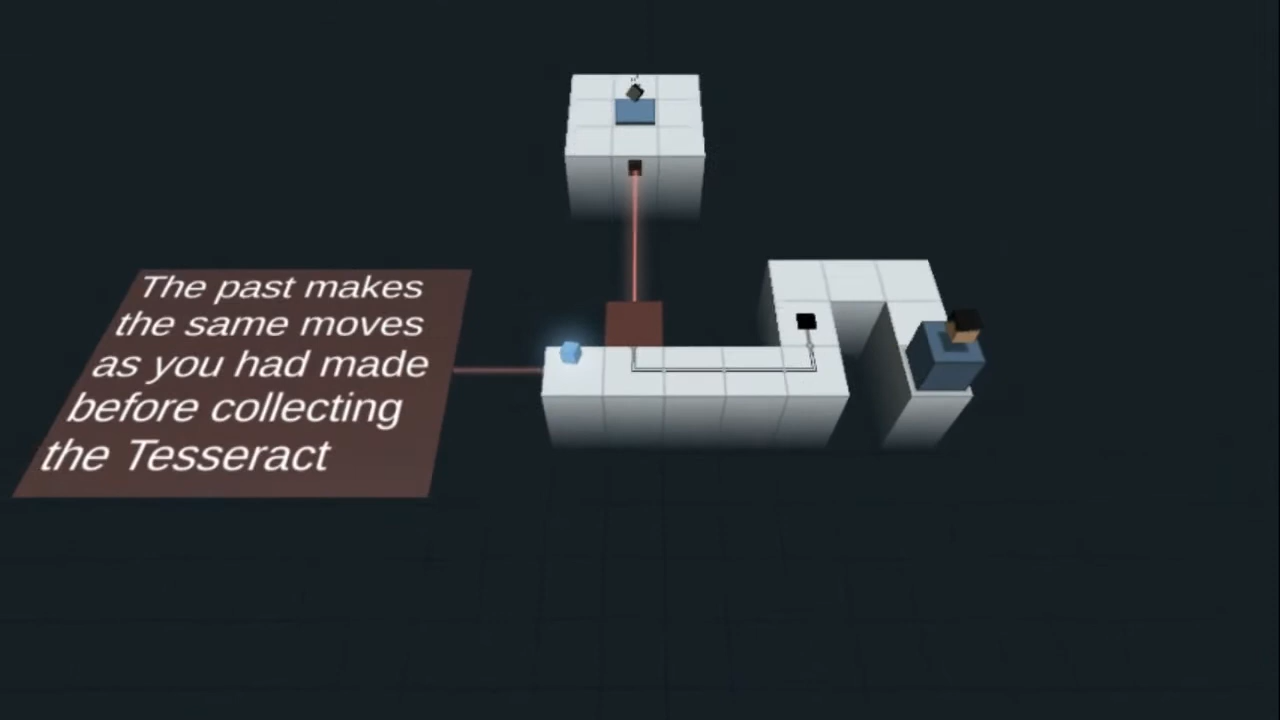 The past makes
the same moves
as you had made
before collecting
the Tesseract